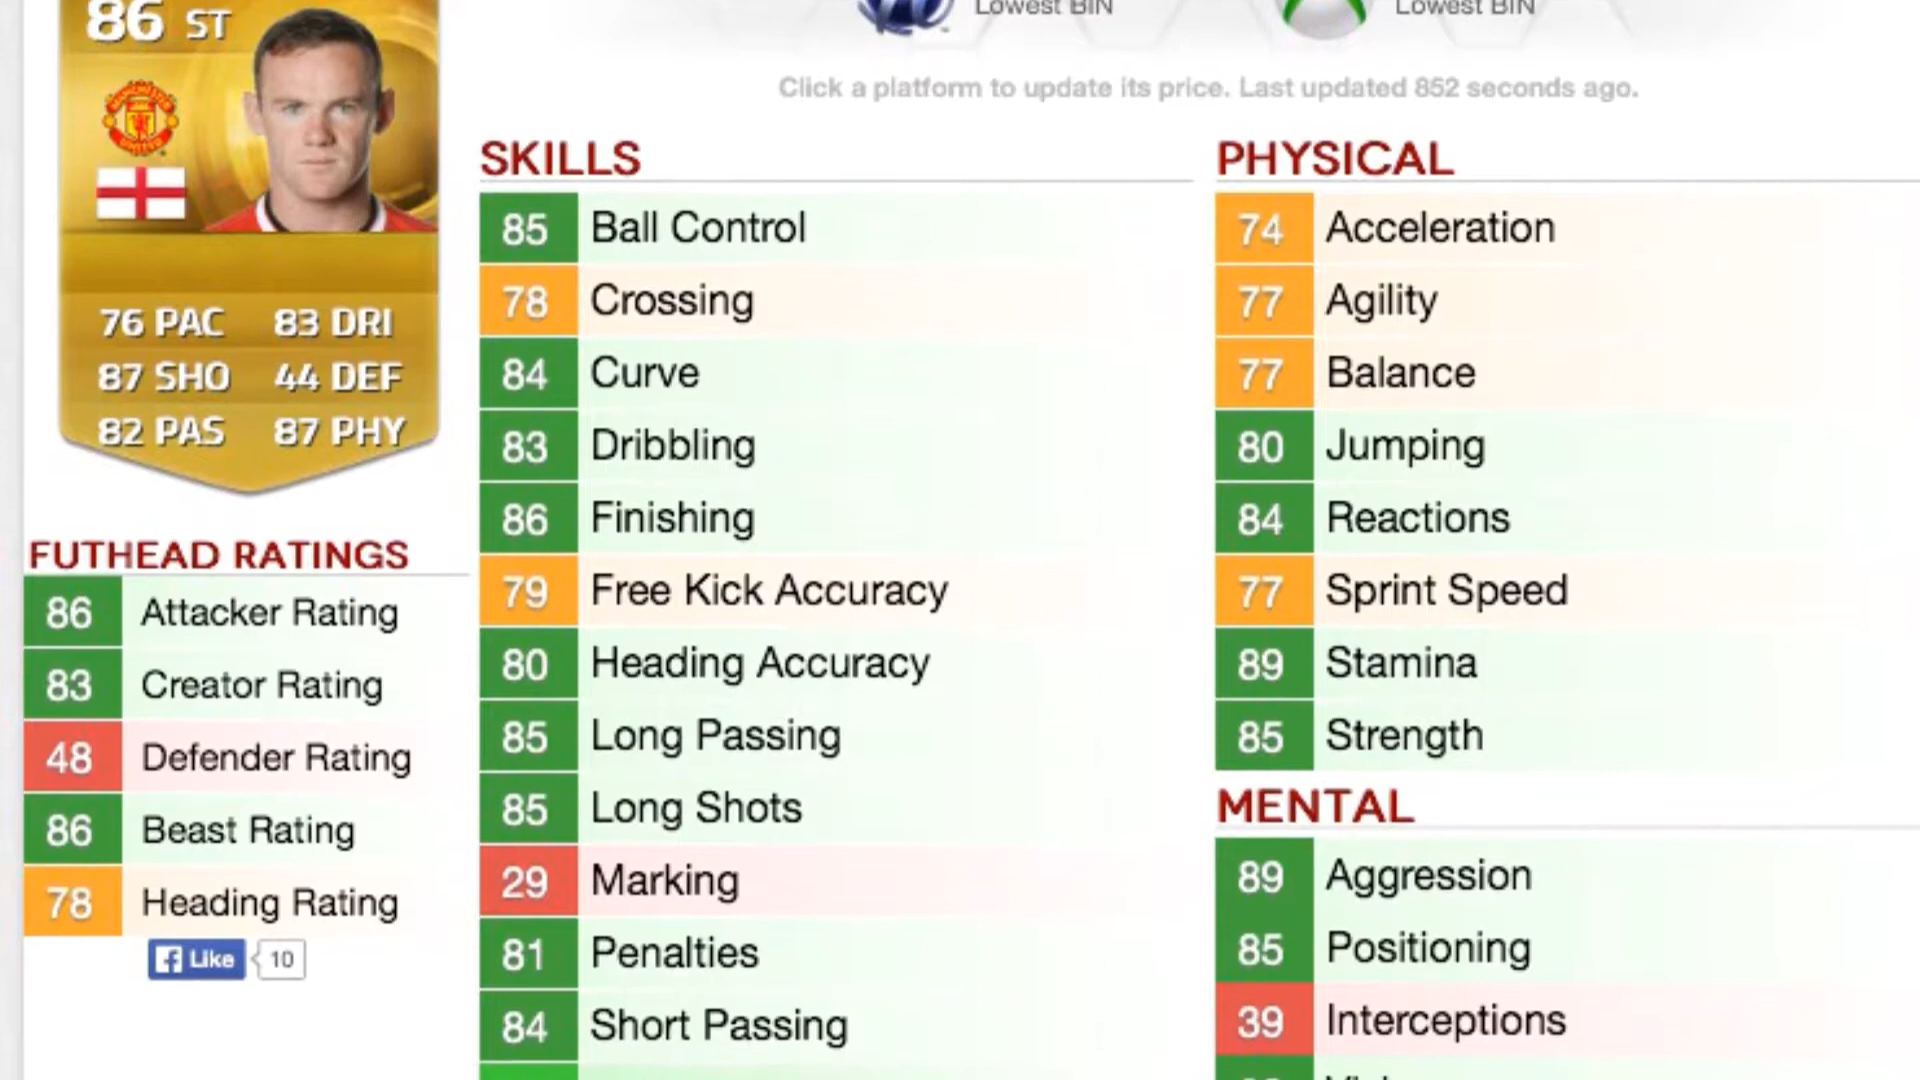 86 ST
MANCHESTER
UNITED
76 PAC 83 DRI
87 SHO 44 DEF
82 PAS 87 PHY
FUTHEAD RATINGS
86 Attacker Rating
83 Creator Rating
48 Defender Rating
86 Beast Rating
78 Heading Rating
Like 10
Lowest BIN
Lowest BIN
Click a platform to update its price. Last updated 852 seconds ago.
SKILLS
85 Ball Control
78 Crossing
84 Curve
83 Dribbling
86 Finishing
79 Free Kick Accuracy
80 Heading Accuracy
85 Long Passing
85 Long Shots
29 Marking
81 Penalties
84 Short Passing
PHYSICAL
74 Acceleration
77 Agility
77 Balance
80 Jumping
84 Reactions
77 Sprint Speed
89 Stamina
85 Strength
MENTAL
89 Aggression
85 Positioning
39 Interceptions